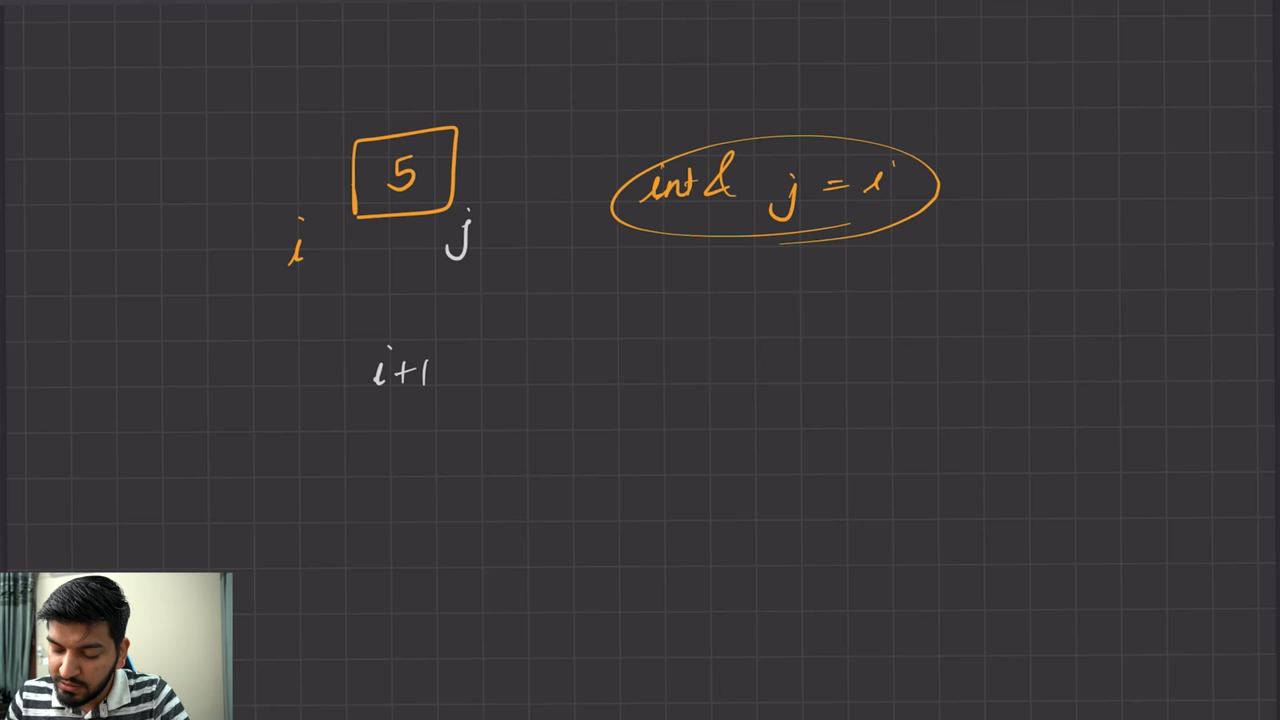 5
i j
int& j = i
i+1